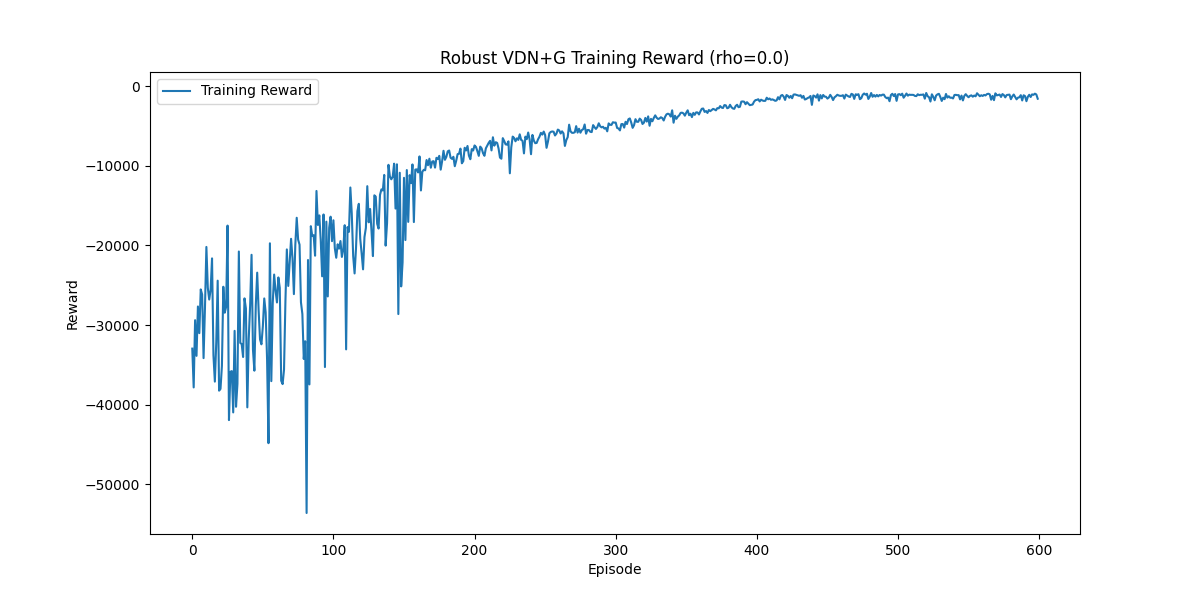 Robust VDN+G Training Reward (rho=0.0)
Training Reward
0
−10000
−20000
−30000
−40000
−50000
Reward
0 100 200 300 400 500 600
Episode